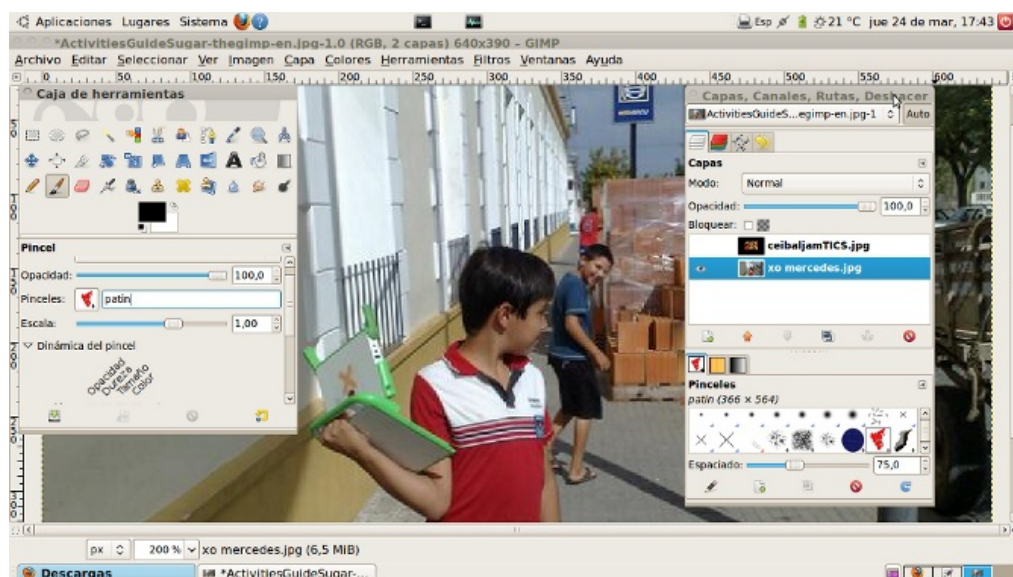 Aplicaciones Lugares Sistema
Esp
21 °C jue 24 de mar, 17:43
*ActivitiesGuideSugar-thegimp-en.jpg-1.0 (RGB, 2 capas) 640x390 – GIMP
Archivo Editar Seleccionar Ver Imagen Capa Colores Herramientas Filtros Ventanas Ayuda
0 50 100 150 200 250 300 350 400 450 500 550 600
Caja de herramientas
Pincel
Opacidad: 100,0
Pinceles: patin
Escala: 1,00
Dinámica del pincel
Opacidad
Dureza
Tamaño
Color
Capas, Canales, Rutas, Deshacer
ActivitiesGuideS...egimp-en.jpg-1 Auto
Capas
Modo: Normal
Opacidad: 100,0
Bloquear:
ceibaljamTICS.jpg
xo mercedes.jpg
Pinceles
patin (366 × 564)
Espaciado: 75,0
px 200 % xo mercedes.jpg (6,5 MiB)
Descargas
*ActivitiesGuideSugar-...